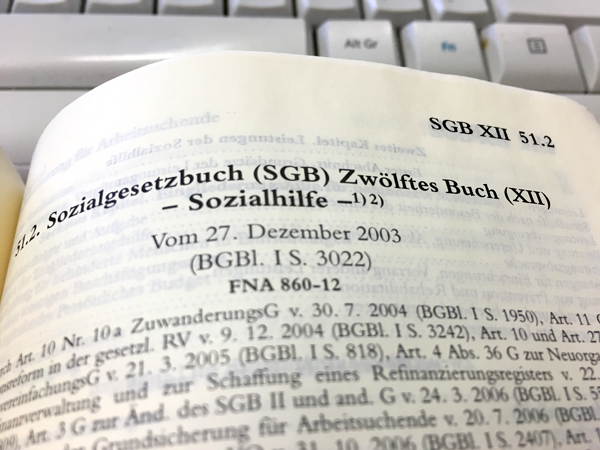 Alt Gr
Fn
SGB XII 51.2
51.2. Sozialgesetzbuch (SGB) Zwölftes Buch (XII)
– Sozialhilfe –1) 2)
Vom 27. Dezember 2003
(BGBl. I S. 3022)
FNA 860-12
Art. 10 Nr. 10a ZuwanderungsG v. 30. 7. 2004 (BGBl. I S. 1950), Art. 11
in der gesetzl. RV v. 9. 12. 2004 (BGBl. I S. 3242), Art. 10 und Art. 27
v. 21. 3. 2005 (BGBl. I S. 818), Art. 4 Abs. 36 G zur
und zur Schaffung eines Refinanzierungsregisters v. 22.
Art. 3 G zur Änd. des SGB II und and. G v. 24. 3. 2006 (BGBl. I S.
Grundsicherung für Arbeitsuchende v. 20. 7. 2006 (BGBl.
31. 10. 2006 (BGBl. I S. 2407), Art.